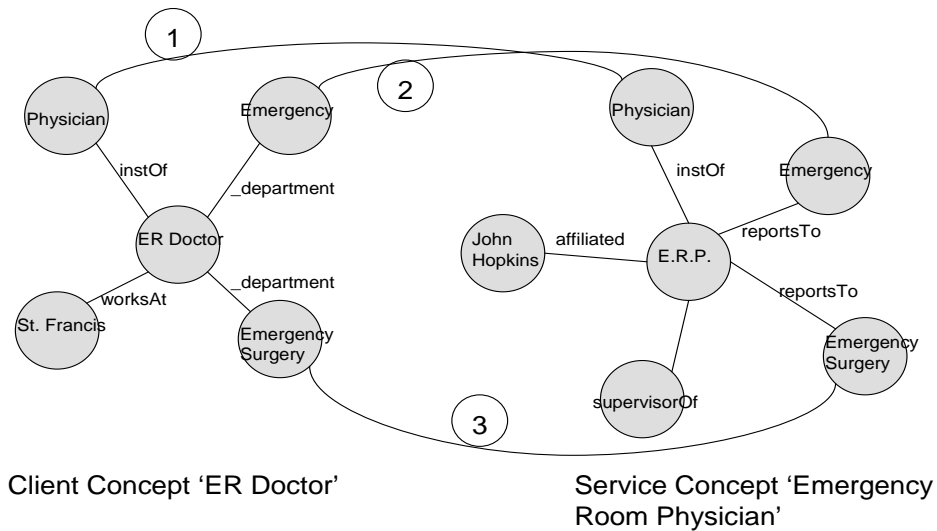 1
2
Physician
Emergency
Physician
instOf
_department
instOf
Emergency
reportsTo
ER Doctor
John
Hopkins
affiliated
E.R.P.
worksAt
_department
reportsTo
St. Francis
Emergency
Surgery
Emergency
Surgery
supervisorOf
3
Client Concept ‘ER Doctor’
Service Concept ‘Emergency
Room Physician’